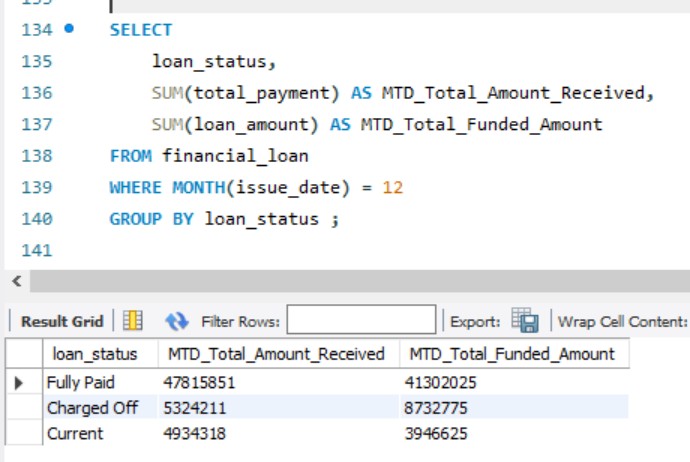 134 SELECT
135 loan_status,
136 SUM(total_payment) AS MTD_Total_Amount_Received,
137 SUM(loan_amount) AS MTD_Total_Funded_Amount
138 FROM financial_loan
139 WHERE MONTH(issue_date) = 12
140 GROUP BY loan_status ;
141
Result Grid Filter Rows: Export: Wrap Cell Content:
loan_status MTD_Total_Amount_Received MTD_Total_Funded_Amount
Fully Paid 47815851 41302025
Charged Off 5324211 8732775
Current 4934318 3946625